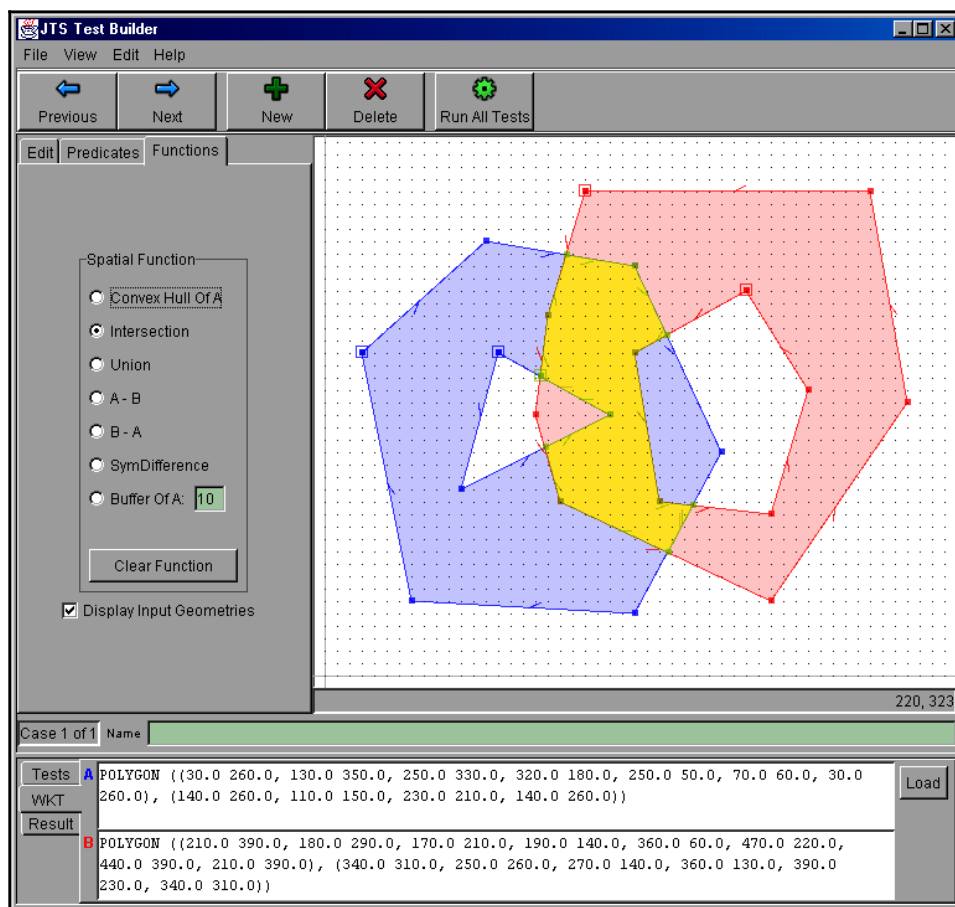 JTS Test Builder
File View Edit Help
Previous Next New Delete Run All Tests
Edit Predicates Functions
Spatial Function
Convex Hull Of A
Intersection
Union
A - B
B - A
SymDifference
Buffer Of A: 10
Clear Function
Display Input Geometries
220, 323
Case 1 of 1 Name
Tests
WKT
Result
A
POLYGON ((30.0 260.0, 130.0 350.0, 250.0 330.0, 320.0 180.0, 250.0 50.0, 70.0 60.0, 30.0
260.0), (140.0 260.0, 110.0 150.0, 230.0 210.0, 140.0 260.0))
Load
B
POLYGON ((210.0 390.0, 180.0 290.0, 170.0 210.0, 190.0 140.0, 360.0 60.0, 470.0 220.0,
440.0 390.0, 210.0 390.0), (340.0 310.0, 250.0 260.0, 270.0 140.0, 360.0 130.0, 390.0
230.0, 340.0 310.0))